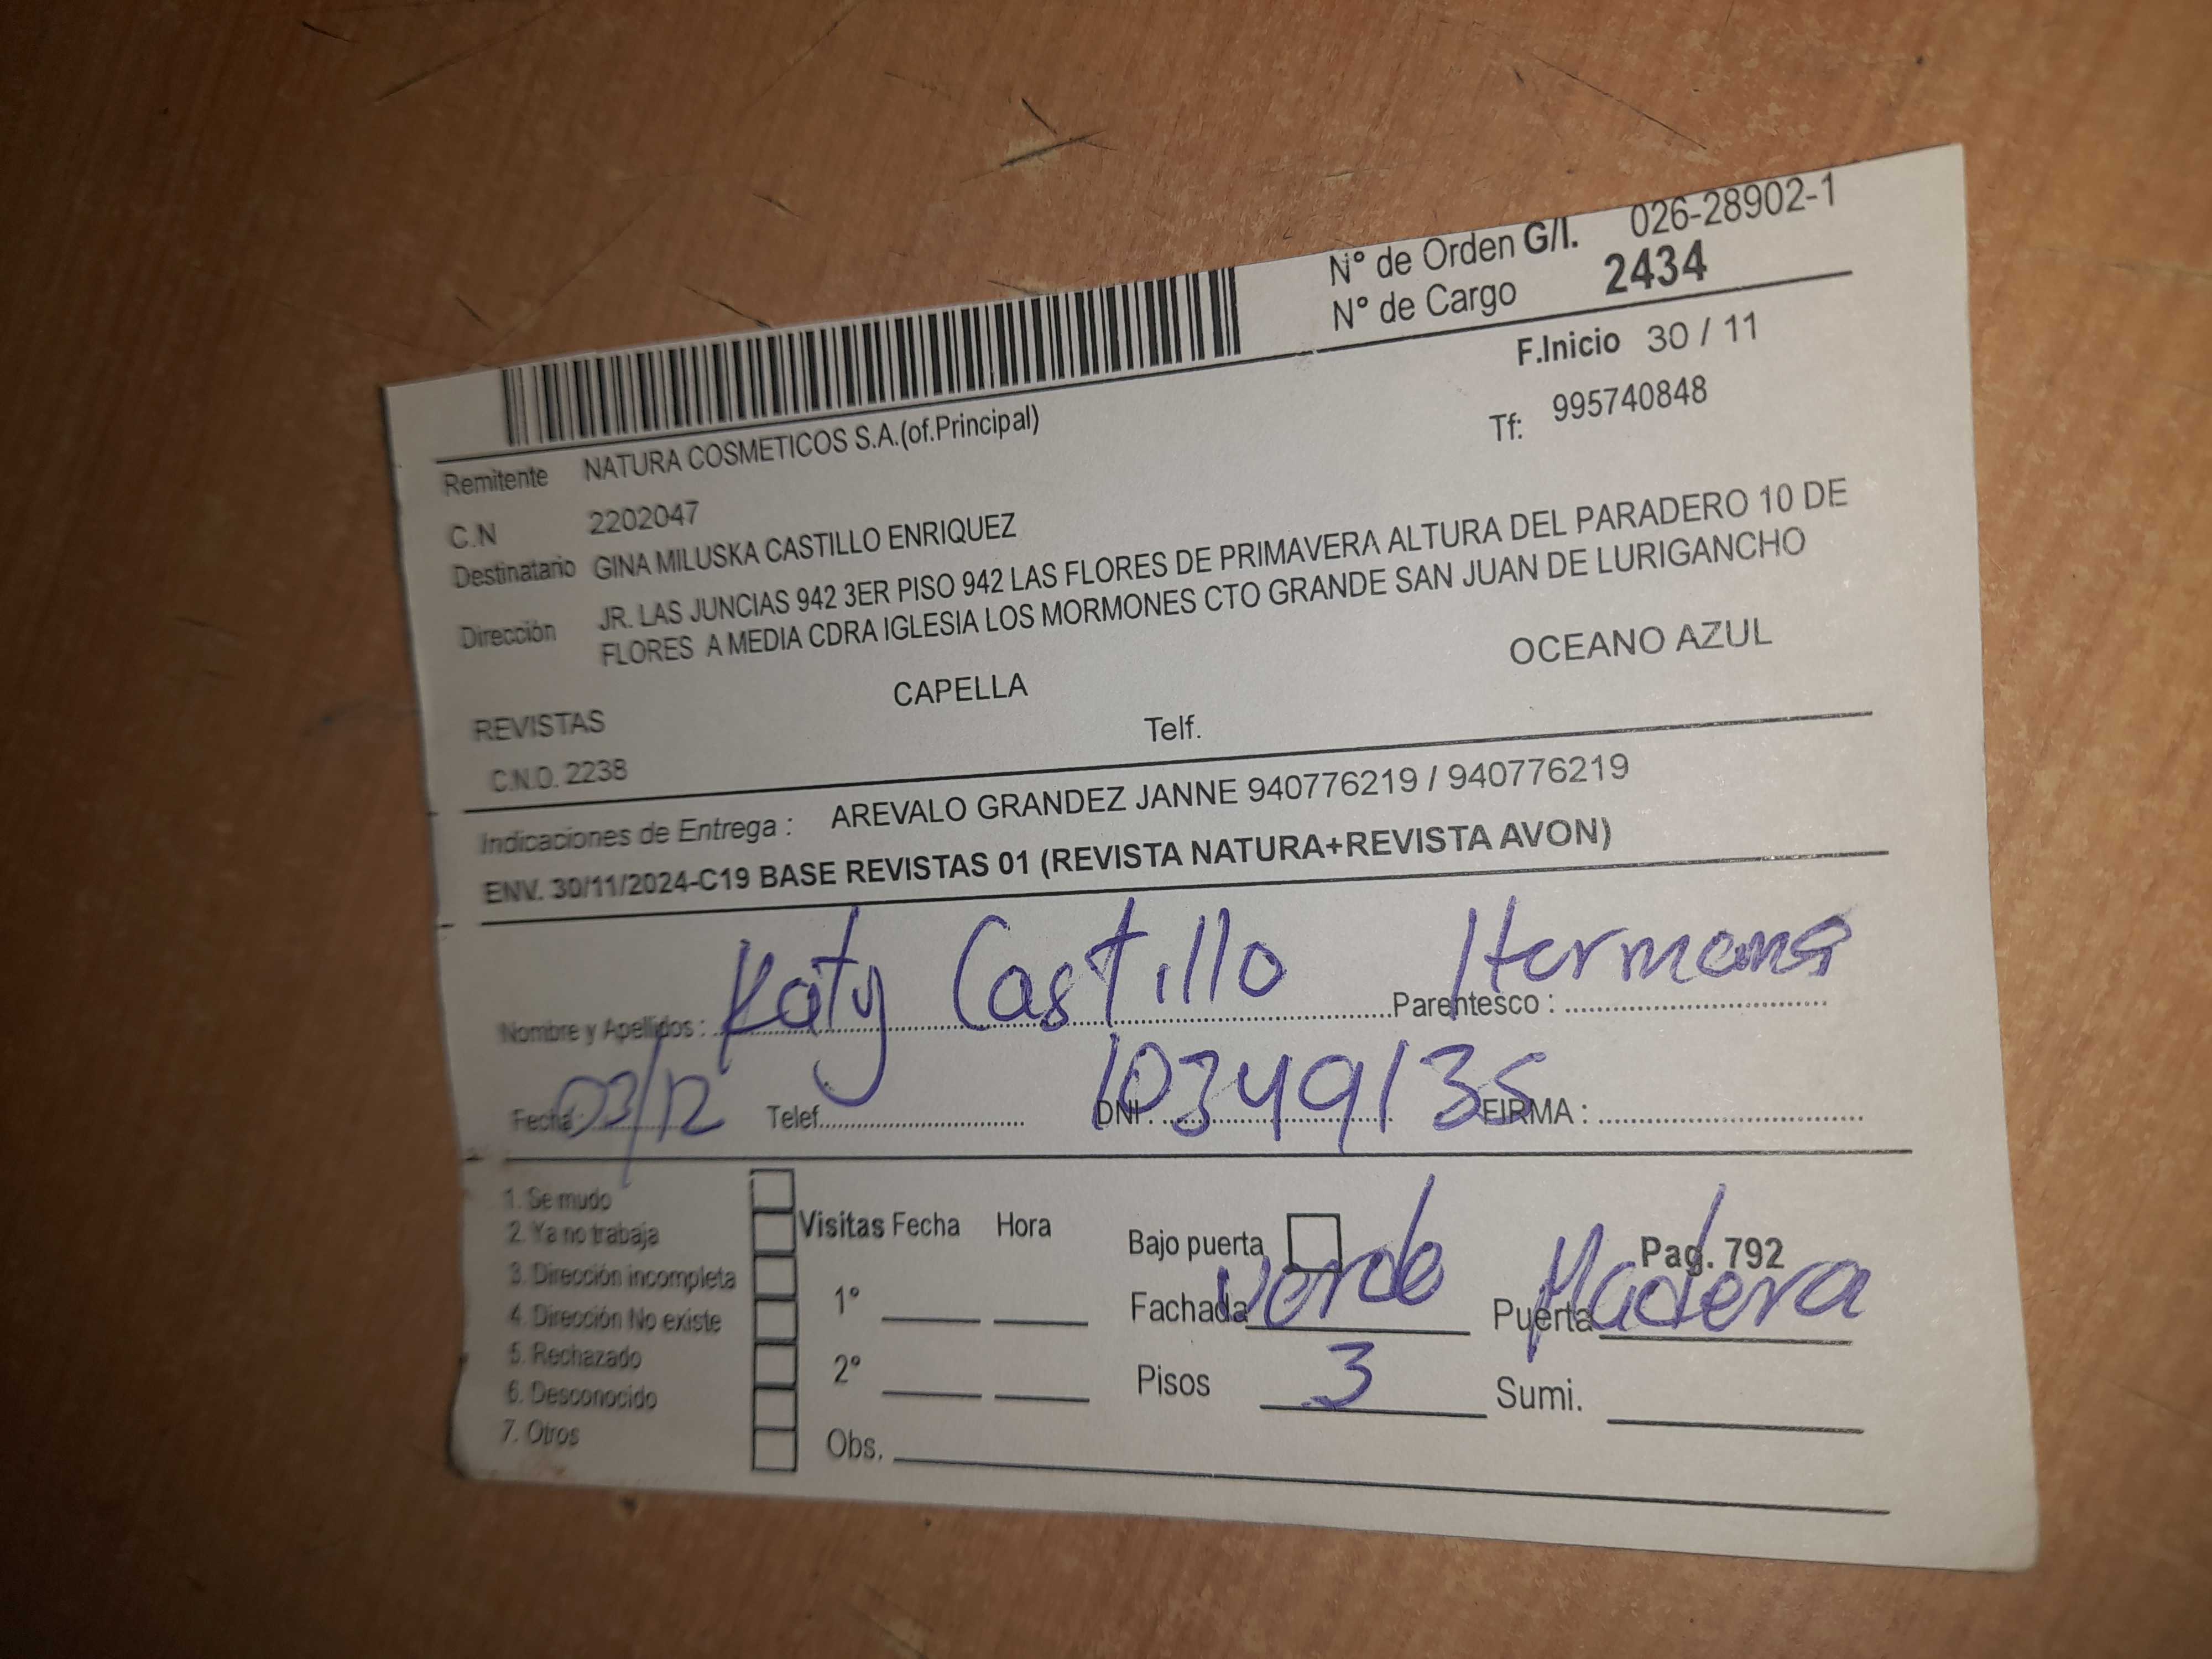 N° de Orden G/I. 026-28902-1
N° de Cargo 2434
F.Inicio 30 / 11
Remitente NATURA COSMETICOS S.A.(of.Principal)
Tf: 995740848
C.N 2202047
Destinatario GINA MILUSKA CASTILLO ENRIQUEZ
Dirección JR. LAS JUNCIAS 942 3ER PISO 942 LAS FLORES DE PRIMAVERA ALTURA DEL PARADERO 10 DE
FLORES A MEDIA CDRA IGLESIA LOS MORMONES CTO GRANDE SAN JUAN DE LURIGANCHO
REVISTAS CAPELLA OCEANO AZUL
C.N.O. 2238 Telf.
Indicaciones de Entrega : AREVALO GRANDEZ JANNE 940776219 / 940776219
ENV. 30/11/2024-C19 BASE REVISTAS 01 (REVISTA NATURA+REVISTA AVON)
Nombre y Apellidos : Katy Castillo Parentesco : Hermana
Fecha : 03/12 Telef. DNI : 10349135 FIRMA :
1. Se mudo
2. Ya no trabaja
3. Dirección incompleta
4. Dirección No existe
5. Rechazado
6. Desconocido
7. Otros
Visitas Fecha Hora
1°
2°
Obs.
Bajo puerta Pag. 792
Fachada Verde Puerta Madera
Pisos 3 Sumi.